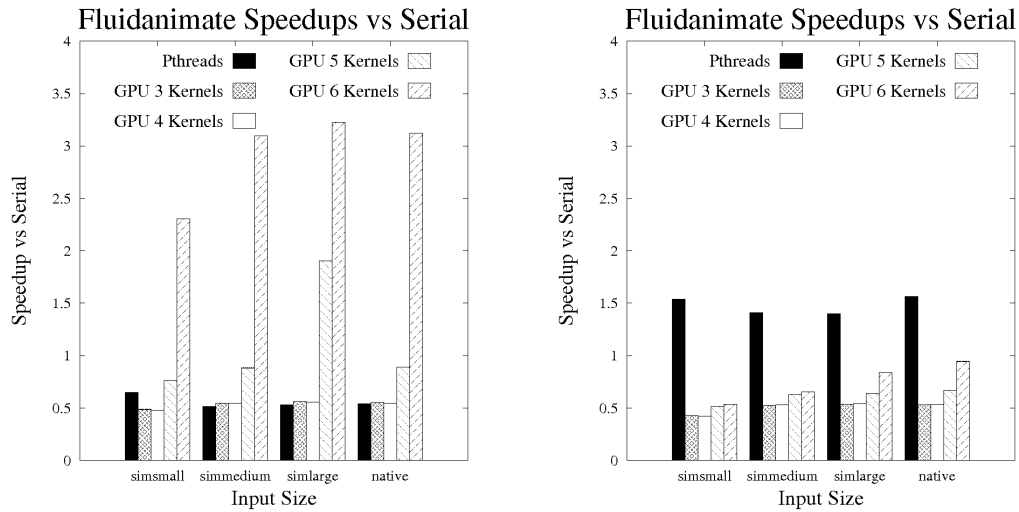 Fluidanimate Speedups vs Serial
4
3.5
3
2.5
2
1.5
1
0.5
0
Speedup vs Serial
Pthreads
GPU 3 Kernels
GPU 4 Kernels
GPU 5 Kernels
GPU 6 Kernels
simsmall simmedium simlarge native
Input Size
Fluidanimate Speedups vs Serial
4
3.5
3
2.5
2
1.5
1
0.5
0
Speedup vs Serial
Pthreads
GPU 3 Kernels
GPU 4 Kernels
GPU 5 Kernels
GPU 6 Kernels
simsmall simmedium simlarge native
Input Size